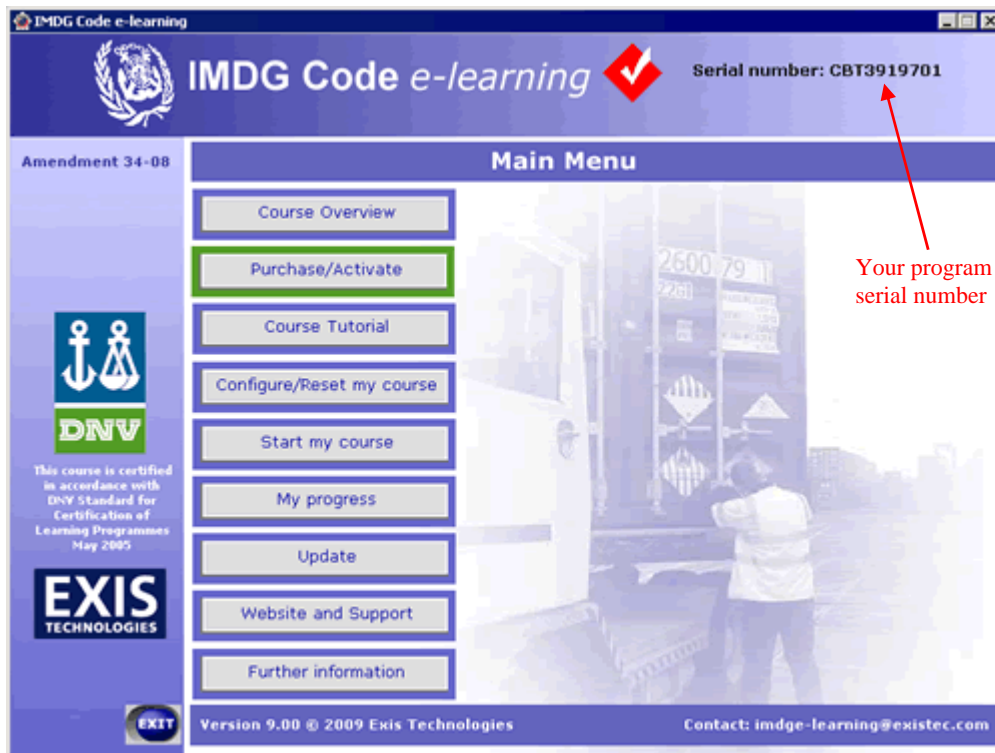 IMDG Code e-learning
IMDG Code e-learning
Serial number: CBT3919701
Amendment 34-08
Main Menu
Course Overview
Purchase/Activate
Course Tutorial
Configure/Reset my course
Start my course
My progress
Update
Website and Support
Further information
Your program
serial number
2600 79 1
22G1
DNV
This course is certified
in accordance with
DNV Standard for
Certification of
Learning Programmes
May 2005
EXIS
TECHNOLOGIES
EXIT
Version 9.00 © 2009 Exis Technologies
Contact: imdge-learning@existec.com